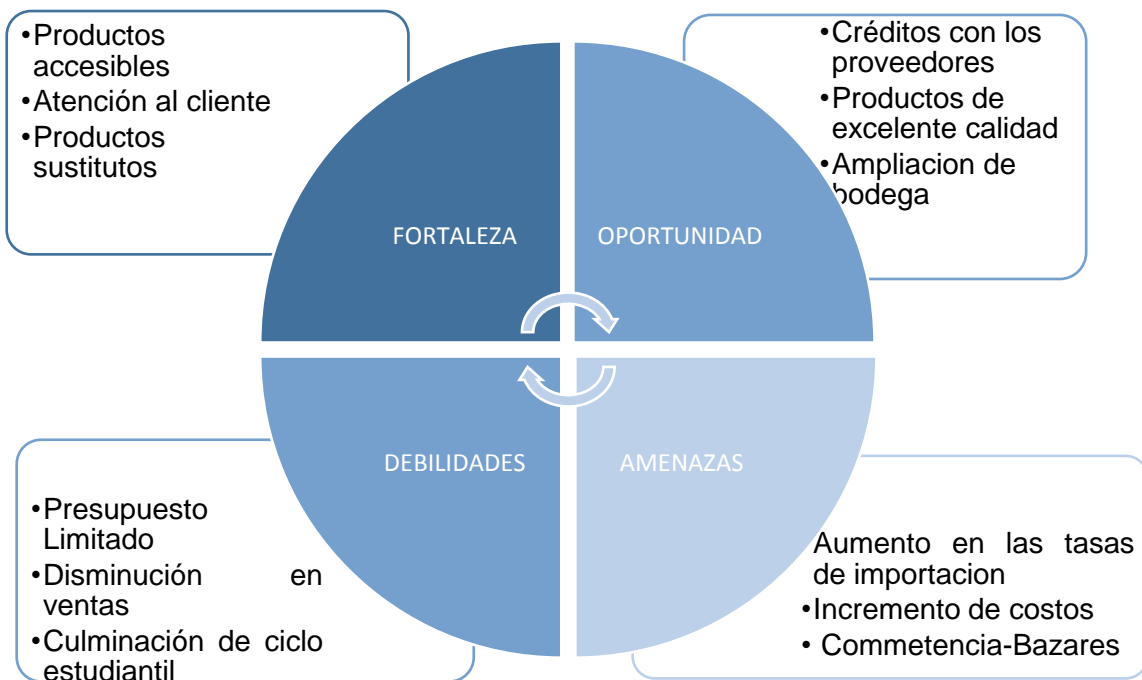 •Productos
accesibles
•Atención al cliente
•Productos
sustitutos
•Créditos con los
proveedores
•Productos de
excelente calidad
•Ampliacion de
bodega
FORTALEZA
OPORTUNIDAD
DEBILIDADES
AMENAZAS
•Presupuesto
Limitado
•Disminución en
ventas
•Culminación de ciclo
estudiantil
Aumento en las tasas
de importacion
•Incremento de costos
• Commetencia-Bazares